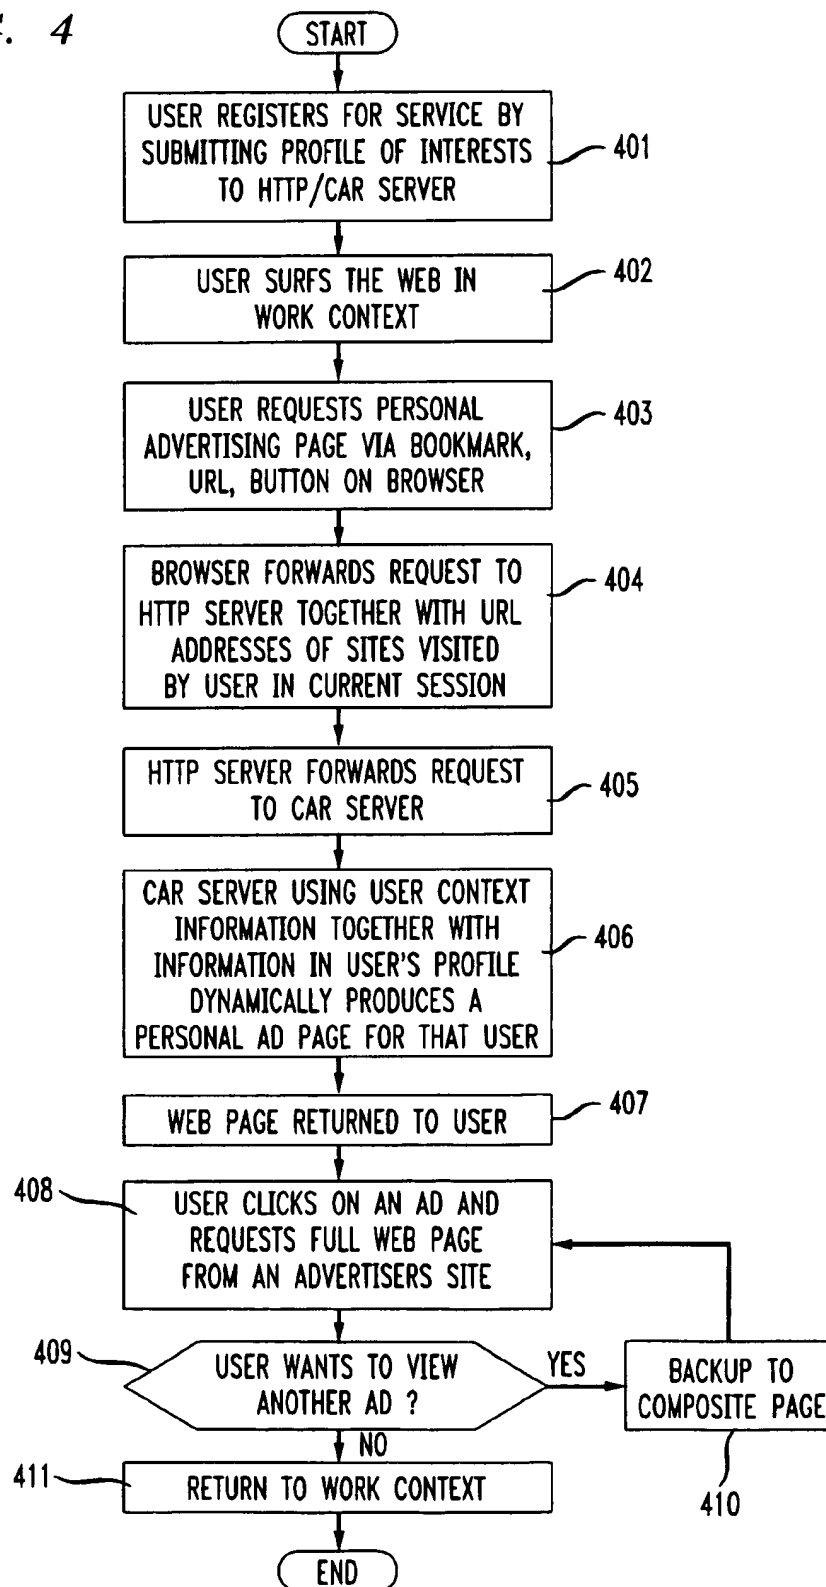 4
START
USER REGISTERS FOR SERVICE BY
SUBMITTING PROFILE OF INTERESTS
TO HTTP/CAR SERVER
401
USER SURFS THE WEB IN
WORK CONTEXT
402
USER REQUESTS PERSONAL
ADVERTISING PAGE VIA BOOKMARK,
URL, BUTTON ON BROWSER
403
BROWSER FORWARDS REQUEST TO
HTTP SERVER TOGETHER WITH URL
ADDRESSES OF SITES VISITED
BY USER IN CURRENT SESSION
404
HTTP SERVER FORWARDS REQUEST
TO CAR SERVER
405
CAR SERVER USING USER CONTEXT
INFORMATION TOGETHER WITH
INFORMATION IN USER'S PROFILE
DYNAMICALLY PRODUCES A
PERSONAL AD PAGE FOR THAT USER
406
WEB PAGE RETURNED TO USER
407
408
USER CLICKS ON AN AD AND
REQUESTS FULL WEB PAGE
FROM AN ADVERTISERS SITE
409
USER WANTS TO VIEW
ANOTHER AD ?
YES
BACKUP TO
COMPOSITE PAGE
410
NO
411
RETURN TO WORK CONTEXT
END